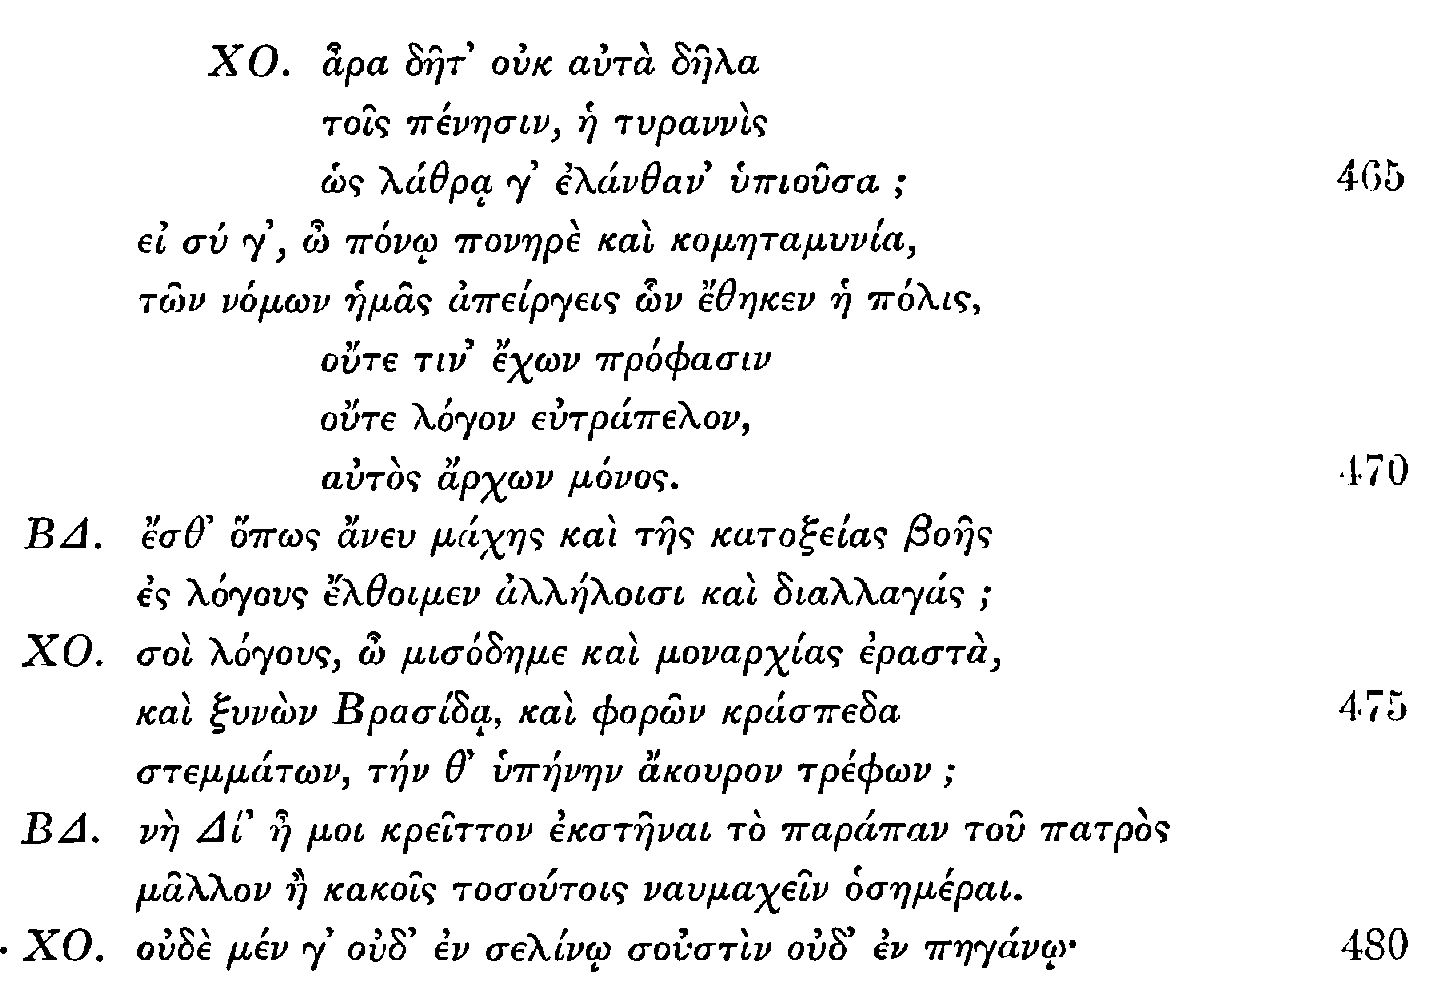 ΧΟ. ἆρα δῆτ’ οὐκ αὐτὰ δῆλα
τοῖς πένησιν, ἡ τυραννὶς
ὡς λάθρᾳ γ’ ἐλάνθαν’ ὑπιοῦσα ; 465
εἰ σύ γ’, ὦ πόνῳ πονηρὲ καὶ κομηταμυνία,
τῶν νόμων ἡμᾶς ἀπείργεις ὧν ἔθηκεν ἡ πόλις,
οὔτε τιν’ ἔχων πρόφασιν
οὔτε λόγον εὐτράπελον,
αὐτὸς ἄρχων μόνος. 470
ΒΔ. ἔσθ’ ὅπως ἄνευ μάχης καὶ τῆς κατοξείας βοῆς
ἐς λόγους ἔλθοιμεν ἀλλήλοισι καὶ διαλλαγάς ;
ΧΟ. σοὶ λόγους, ὦ μισόδημε καὶ μοναρχίας ἐραστὰ,
καὶ ξυνὼν Βρασίδᾳ, καὶ φορῶν κράσπεδα 475
στεμμάτων, τήν θ’ ὑπήνην ἄκουρον τρέφων ;
ΒΔ. νὴ Δί’ ἦ μοι κρεῖττον ἐκστῆναι τὸ παράπαν τοῦ πατρὸς
μᾶλλον ἢ κακοῖς τοσούτοις ναυμαχεῖν ὁσημέραι.
ΧΟ. οὐδὲ μέν γ’ οὐδ’ ἐν σελίνῳ σοὐστὶν οὐδ’ ἐν πηγάνῳ· 480